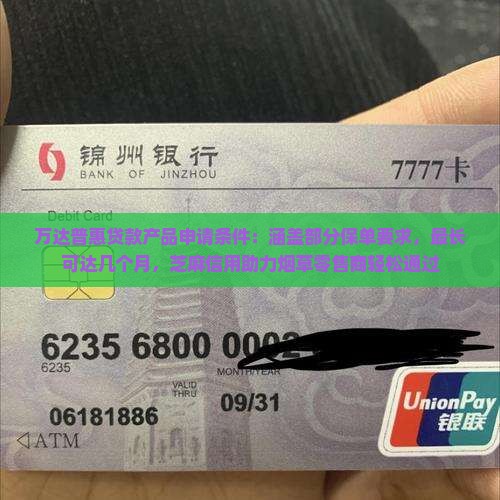 锦州银行
BANK OF JINZHOU
7777卡
Debit Card
万达普惠贷款产品申请条件：涵盖部分保单要求，最长
可达几个月，芝麻信用助力烟草零售商轻松通过
6235 6800 0002
6235
MONTH/YEAR
VALID
THRU
09/31
06181886
ATM
UnionPay
银联